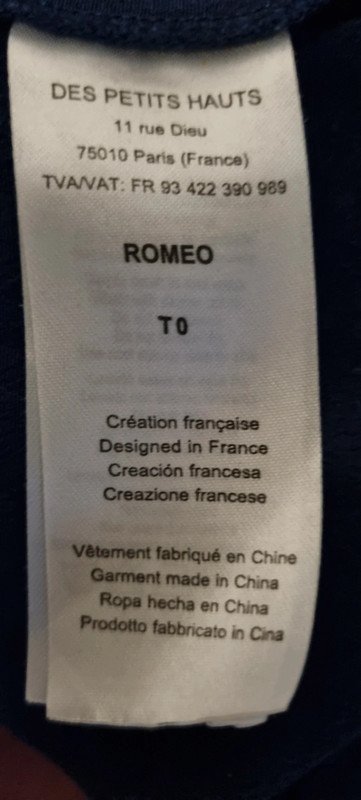 DES PETITS HAUTS
11 rue Dieu
75010 Paris (France)
TVA/VAT: FR 93 422 390 989
ROMEO
T0
Création française
Designed in France
Creación francesa
Creazione francese
Vêtement fabriqué en Chine
Garment made in China
Ropa hecha en China
Prodotto fabbricato in Cina